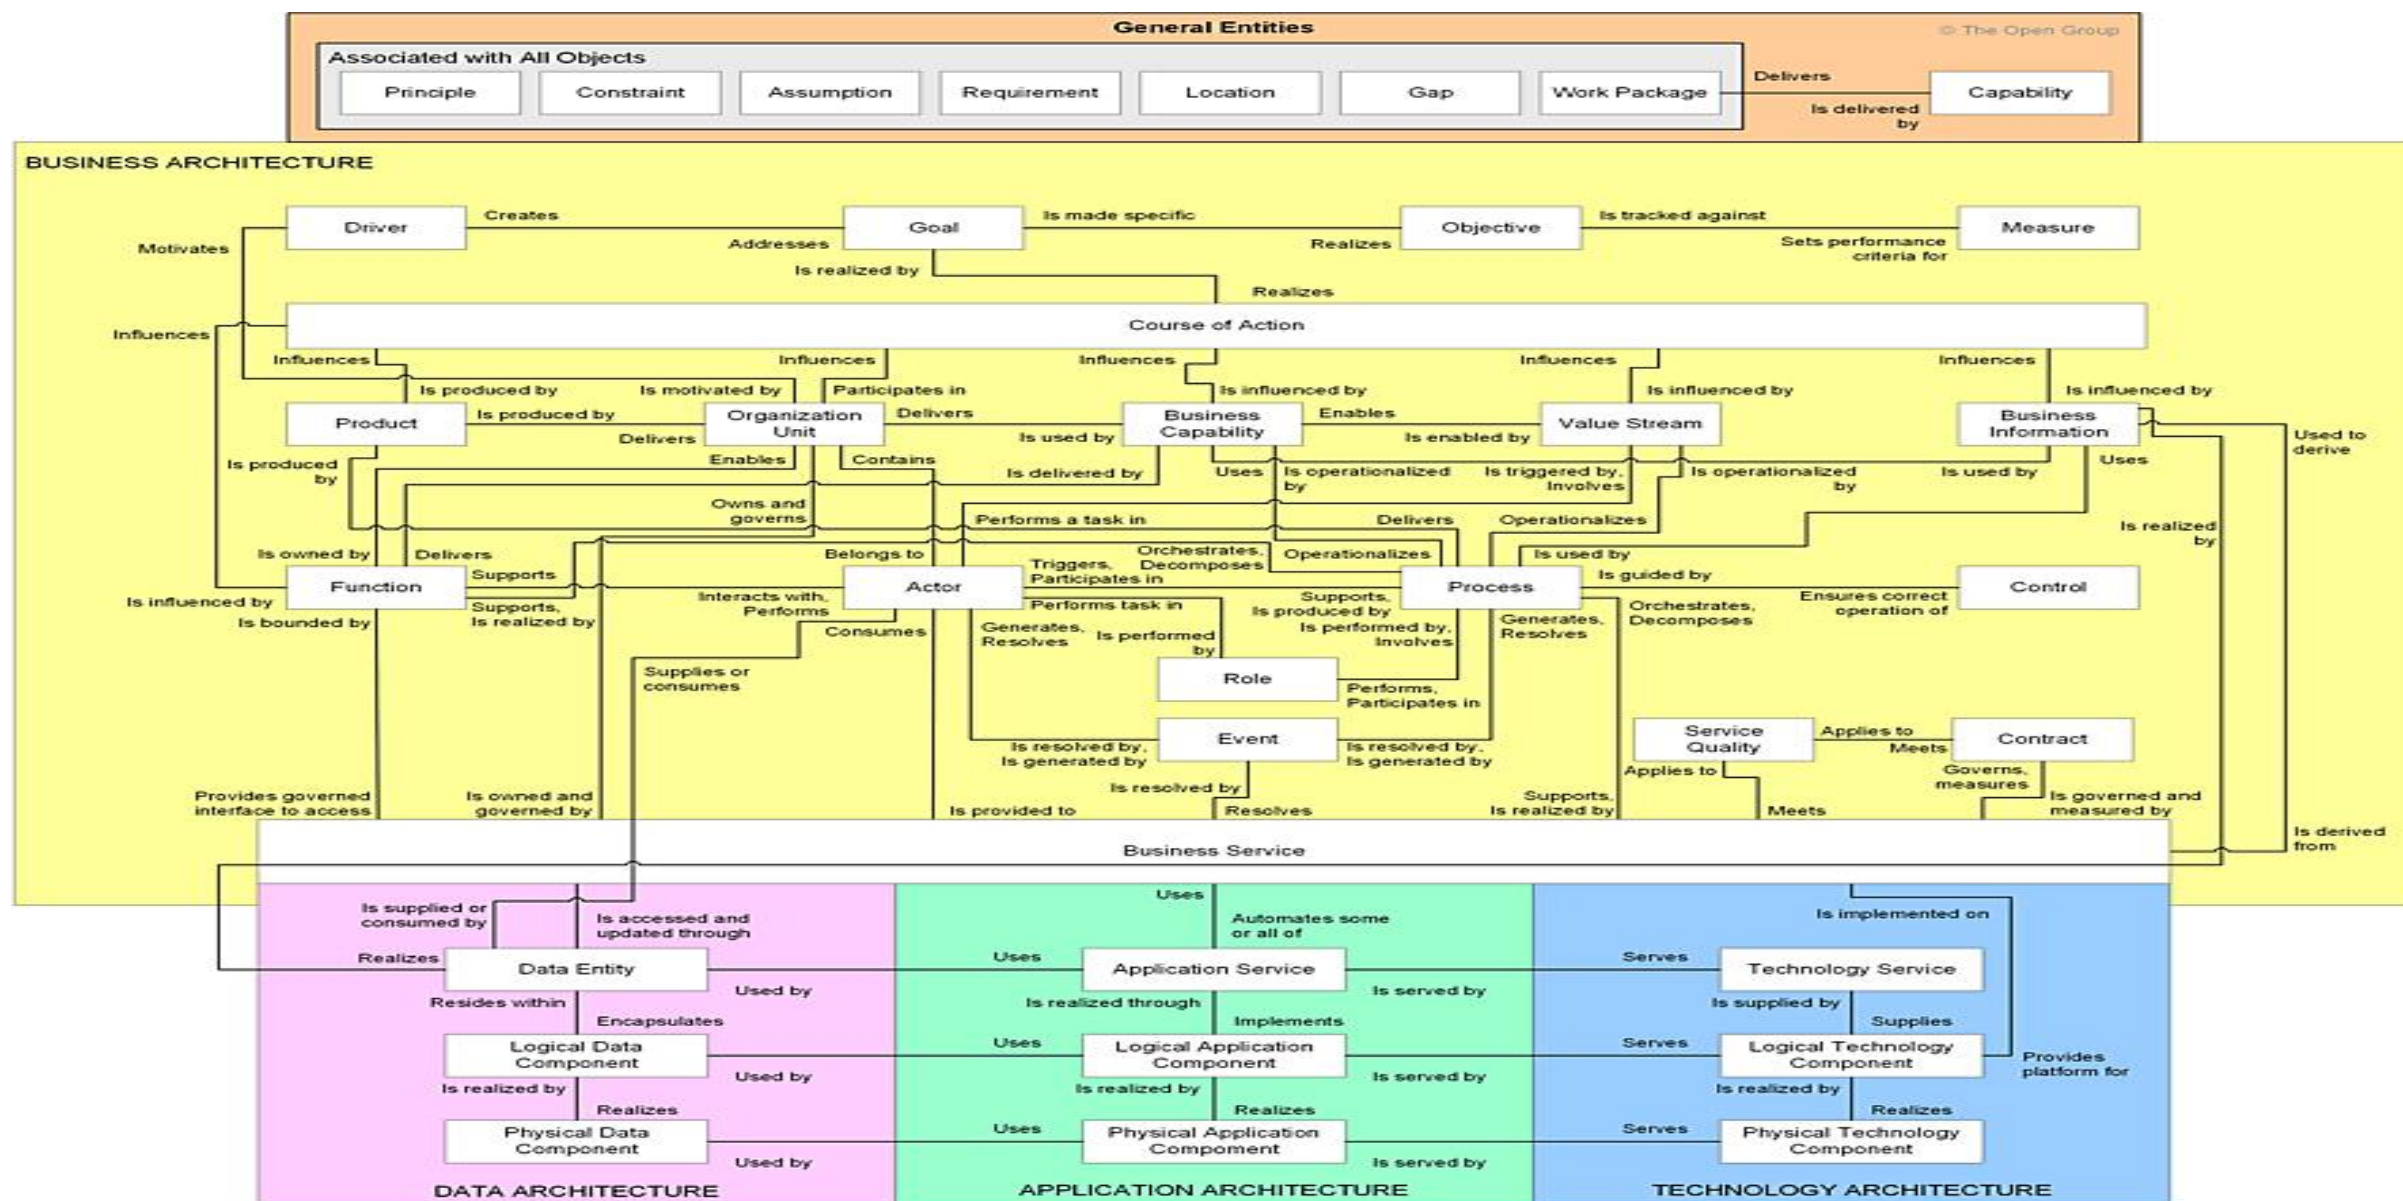 General Entities
© The Open Group
Associated with All Objects
Principle
Constraint
Assumption
Requirement
Location
Gap
Work Package
Delivers
Is delivered
by
Capability
BUSINESS ARCHITECTURE
Driver
Creates
Addresses
Goal
Is made specific
Realizes
Objective
Is tracked against
Sets performance
criteria for
Measure
Motivates
Is realized by
Realizes
Influences
Course of Action
Influences
Influences
Influences
Influences
Influences
Is produced by
Is motivated by
Participates in
Is influenced by
Is influenced by
Is influenced by
Product
Is produced by
Delivers
Organization
Unit
Delivers
Is used by
Business
Capability
Enables
Is enabled by
Value Stream
Business
Information
Used to
derive
Is produced
by
Enables
Contains
Is delivered by
Uses
Is operationalized
by
Is triggered by,
Involves
Is operationalized
by
Is used by
Uses
Owns and
governs
Performs a task in
Delivers
Operationalizes
Is realized
by
Is owned by
Delivers
Belongs to
Orchestrates,
Decomposes
Operationalizes
Is used by
Function
Supports
Actor
Triggers,
Participates in
Process
Is guided by
Control
Is influenced by
Supports,
Is realized by
Interacts with,
Performs
Performs task in
Supports,
Is produced by
Orchestrates,
Decomposes
Ensures correct
operation of
Is bounded by
Consumes
Generates,
Resolves
Is performed
by
Is performed by,
Involves
Generates,
Resolves
Supplies or
consumes
Role
Performs,
Participates in
Event
Is resolved by,
Is generated by
Is resolved by,
Is generated by
Service
Quality
Applies to
Meets
Contract
Is resolved by
Applies to
Governs,
measures
Provides governed
interface to access
Is owned and
governed by
Is provided to
Resolves
Supports,
Is realized by
Meets
Is governed and
measured by
Is derived
from
Business Service
Is supplied or
consumed by
Is accessed and
updated through
Uses
Automates some
or all of
Is implemented on
Realizes
Data Entity
Used by
Uses
Application Service
Is served by
Serves
Technology Service
Resides within
Encapsulates
Is realized through
Implements
Is supplied by
Supplies
Logical Data
Component
Used by
Uses
Logical Application
Component
Is served by
Serves
Logical Technology
Component
Provides
platform for
Is realized by
Realizes
Is realized by
Realizes
Is realized by
Realizes
Physical Data
Component
Used by
Uses
Physical Application
Compoment
Is served by
Serves
Physical Technology
Component
DATA ARCHITECTURE
APPLICATION ARCHITECTURE
TECHNOLOGY ARCHITECTURE